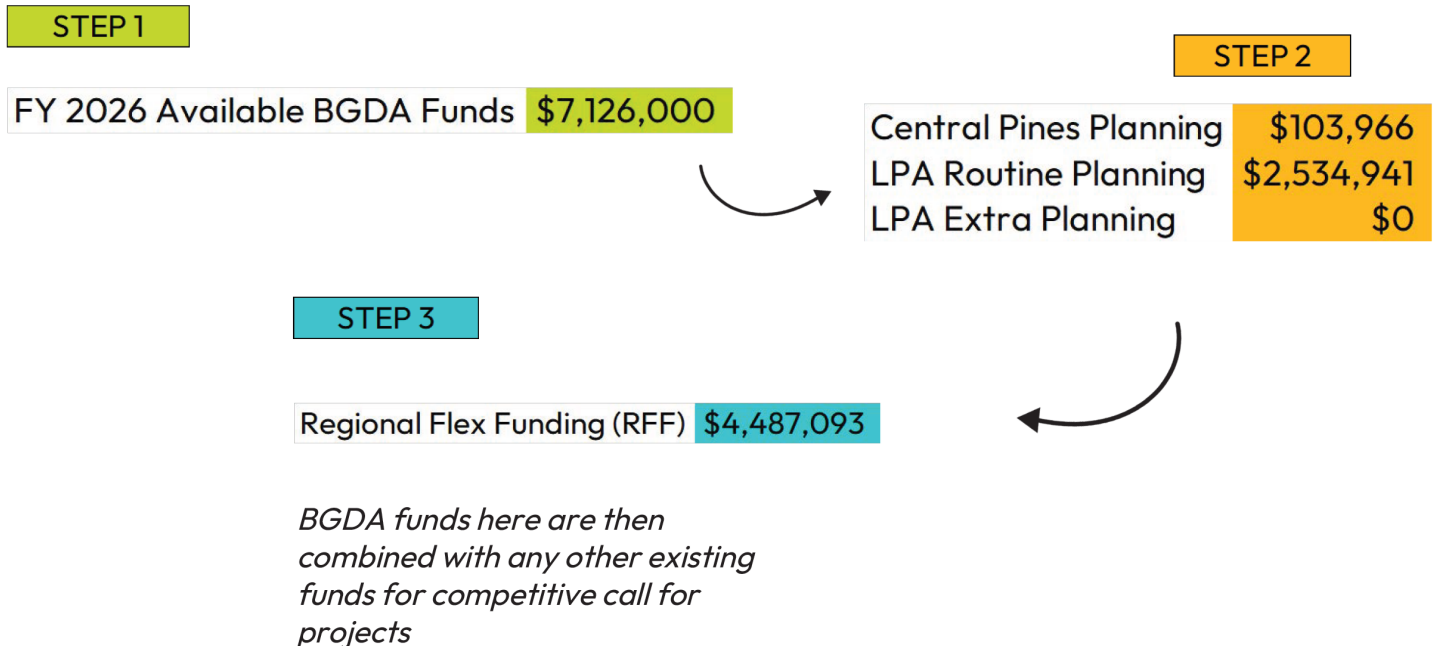 STEP 1
FY 2026 Available BGDA Funds $7,126,000
STEP 2
Central Pines Planning $103,966
LPA Routine Planning $2,534,941
LPA Extra Planning $0
STEP 3
Regional Flex Funding (RFF) $4,487,093
BGDA funds here are then
combined with any other existing
funds for competitive call for
projects